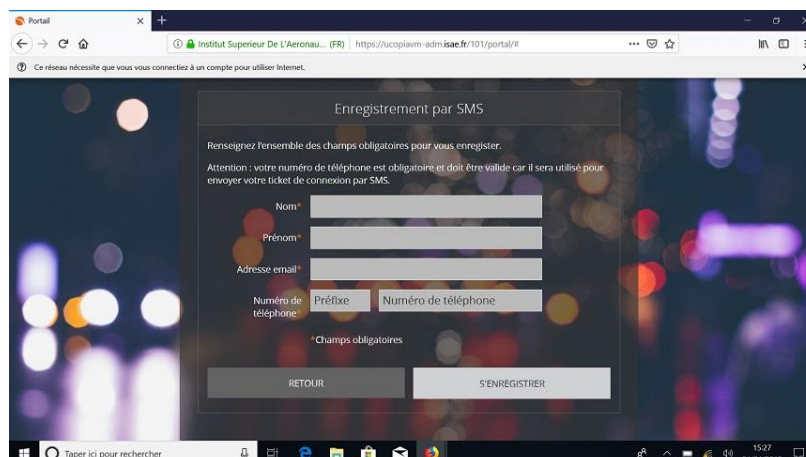 Portail
Institut Superieur De L'Aeronau... (FR) https://ucopiavm-adm.isae.fr/101/portal/#
Ce réseau nécessite que vous vous connectiez à un compte pour utiliser Internet.
Enregistrement par SMS
Renseignez l'ensemble des champs obligatoires pour vous enregistrer.
Attention : votre numéro de téléphone est obligatoire et doit être valide car il sera utilisé pour
envoyer votre ticket de connexion par SMS.
Nom*
Prénom*
Adresse email*
Numéro de
téléphone*
Préfixe
Numéro de téléphone
*Champs obligatoires
RETOUR
S'ENREGISTRER
Taper ici pour rechercher
15:27